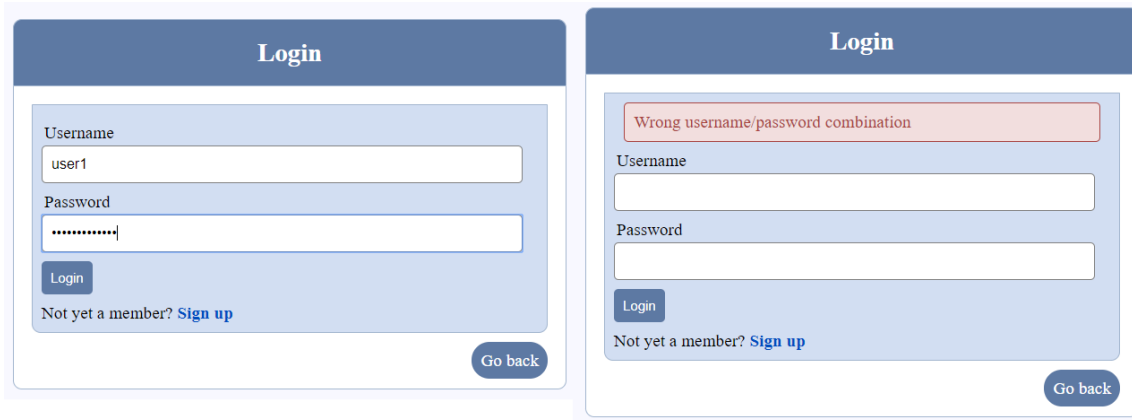 Login
Username
user1
Password
•••••••••••••
Login
Not yet a member? Sign up
Go back
Login
Wrong username/password combination
Username
Password
Login
Not yet a member? Sign up
Go back